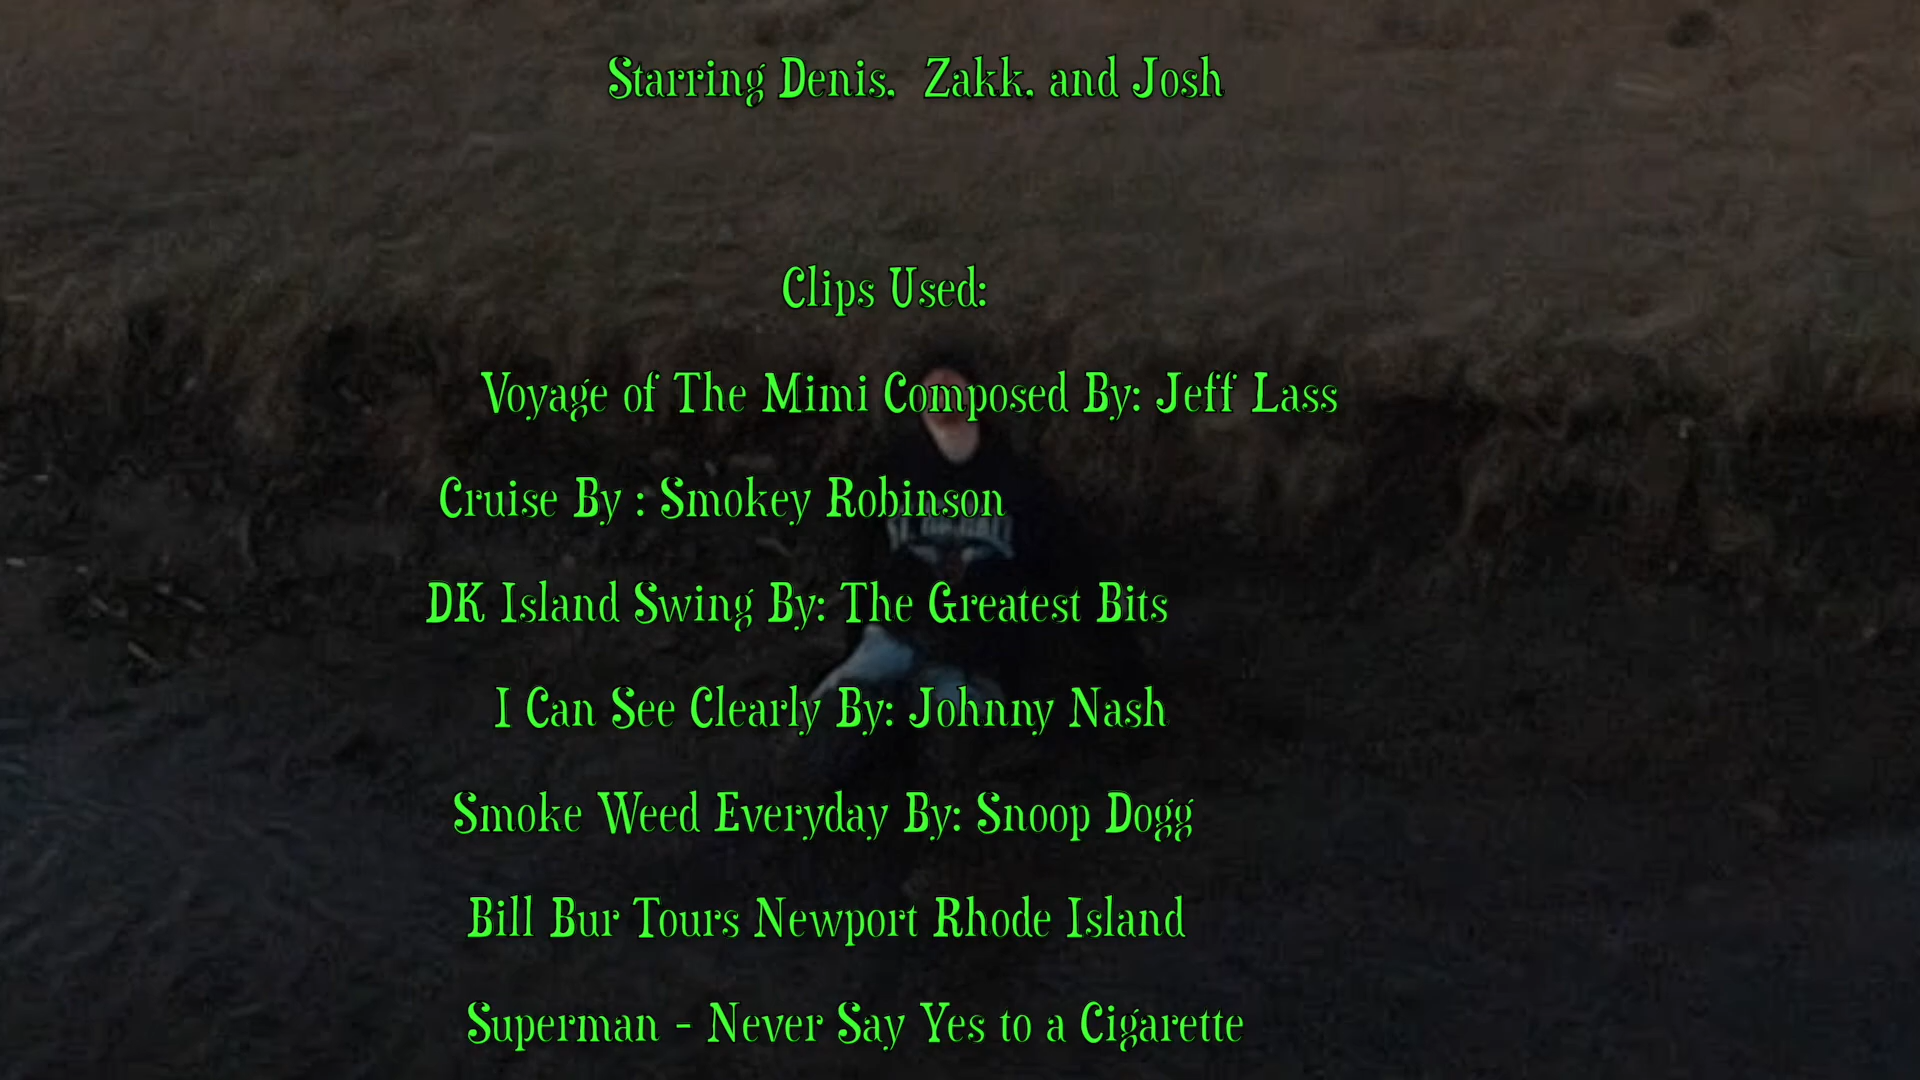 Starring Denis,  Zakk, and Josh
Clips Used:
Voyage of The Mimi Composed By: Jeff Lass
Cruise By : Smokey Robinson
DK Island Swing By: The Greatest Bits
I Can See Clearly By: Johnny Nash
Smoke Weed Everyday By: Snoop Dogg
Bill Bur Tours Newport Rhode Island
Superman - Never Say Yes to a Cigarette